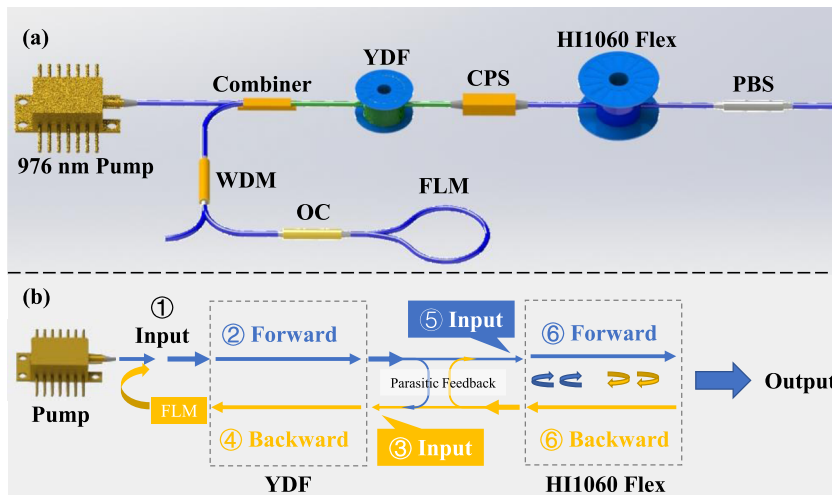 (a)
YDF
HI1060 Flex
Combiner
CPS
PBS
976 nm Pump
WDM
FLM
OC
(b)
①
Input
② Forward
⑤ Input
⑥ Forward
Parasitic Feedback
Output
Pump
FLM
④ Backward
③ Input
⑥ Backward
YDF
HI1060 Flex